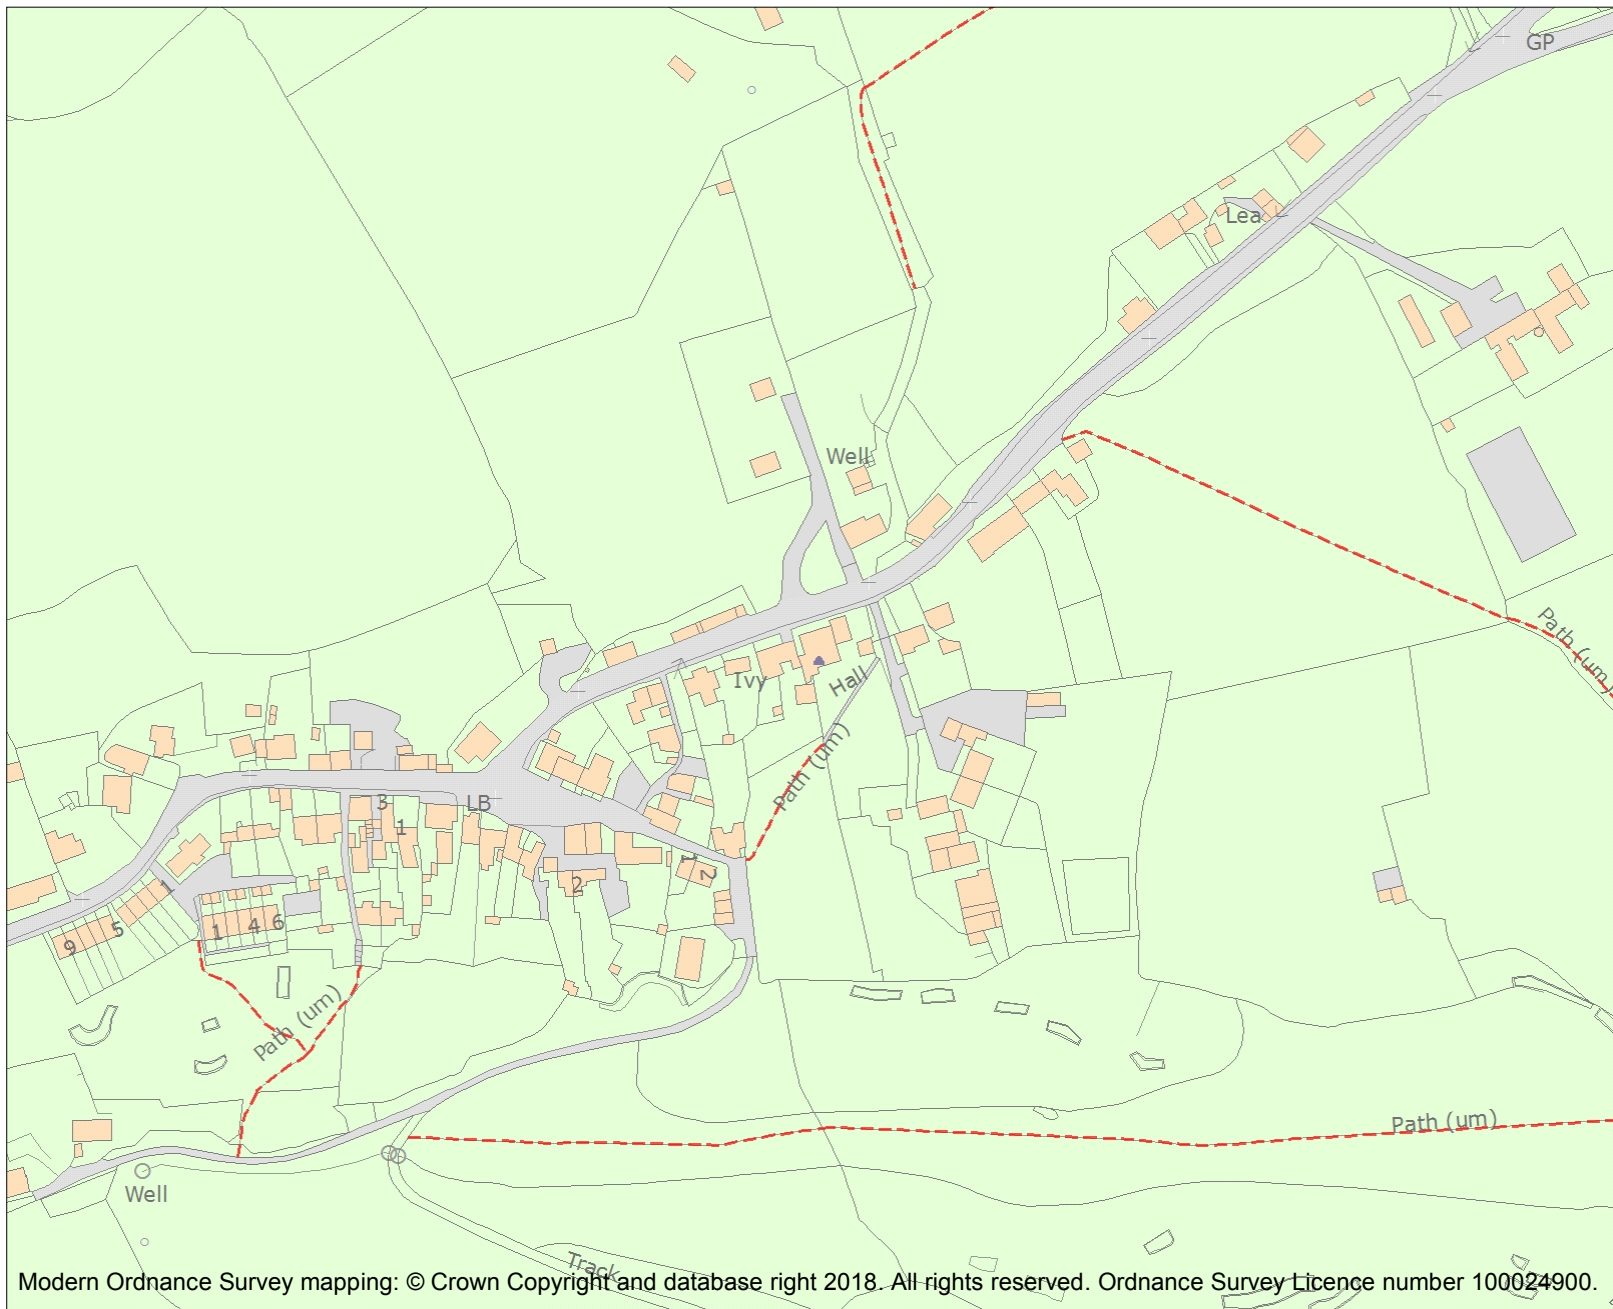 GP
Lea
Well
Path (um)
Ivy
Hall
Path (um)
3
LB
1
1
2
2
1
5
9
1
4
6
Path (um)
Path (um)
Well
Track
Modern Ordnance Survey mapping: © Crown Copyright and database right 2018. All rights reserved. Ordnance Survey Licence number 100024900.